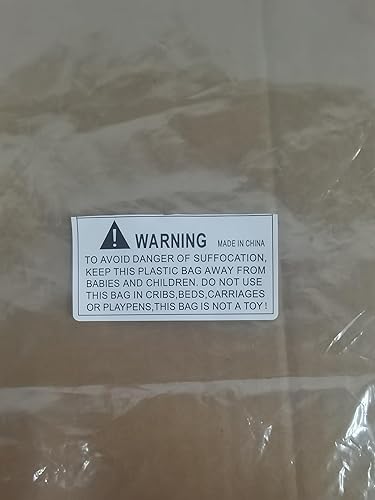 ! WARNING MADE IN CHINA
TO AVOID DANGER OF SUFFOCATION,
KEEP THIS PLASTIC BAG AWAY FROM
BABIES AND CHILDREN. DO NOT USE
THIS BAG IN CRIBS,BEDS,CARRIAGES
OR PLAYPENS,THIS BAG IS NOT A TOY!